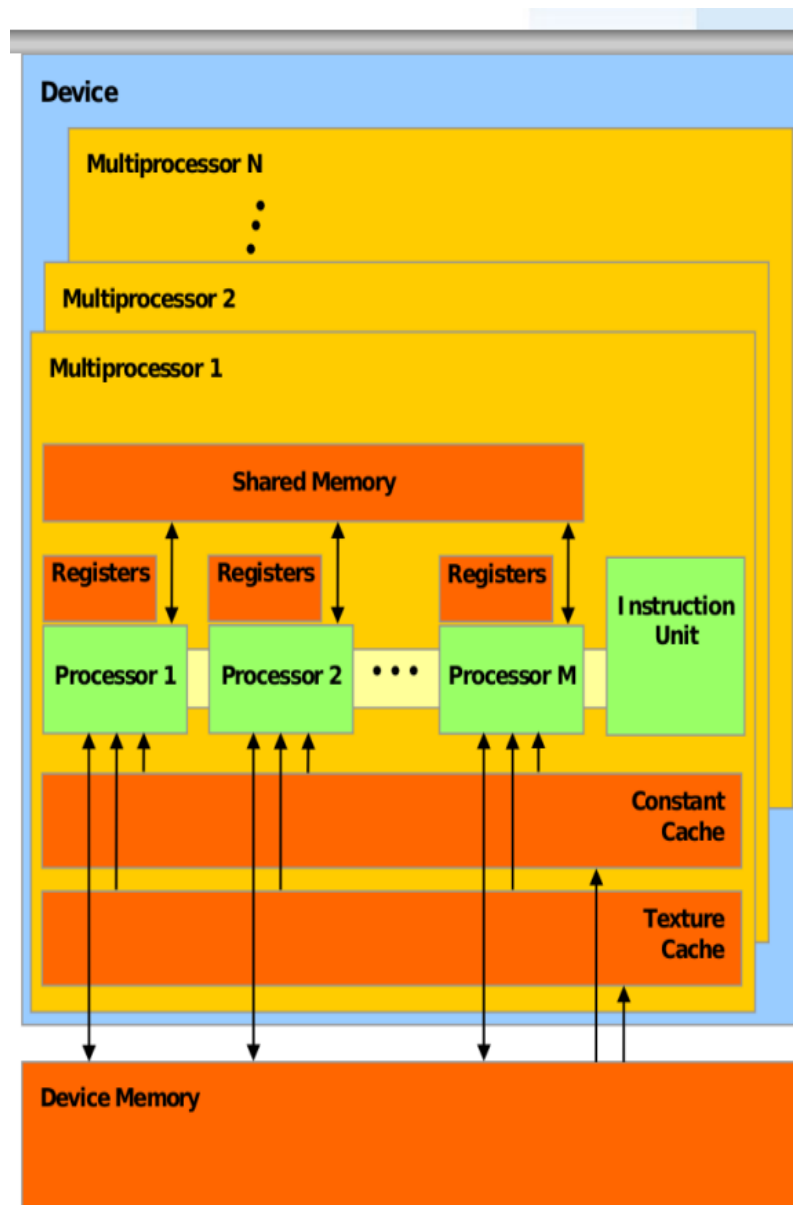 Device
Multiprocessor N
Multiprocessor 2
Multiprocessor 1
Shared Memory
Registers
Registers
Registers
Instruction
Unit
Processor 1
Processor 2
• • •
Processor M
Constant
Cache
Texture
Cache
Device Memory